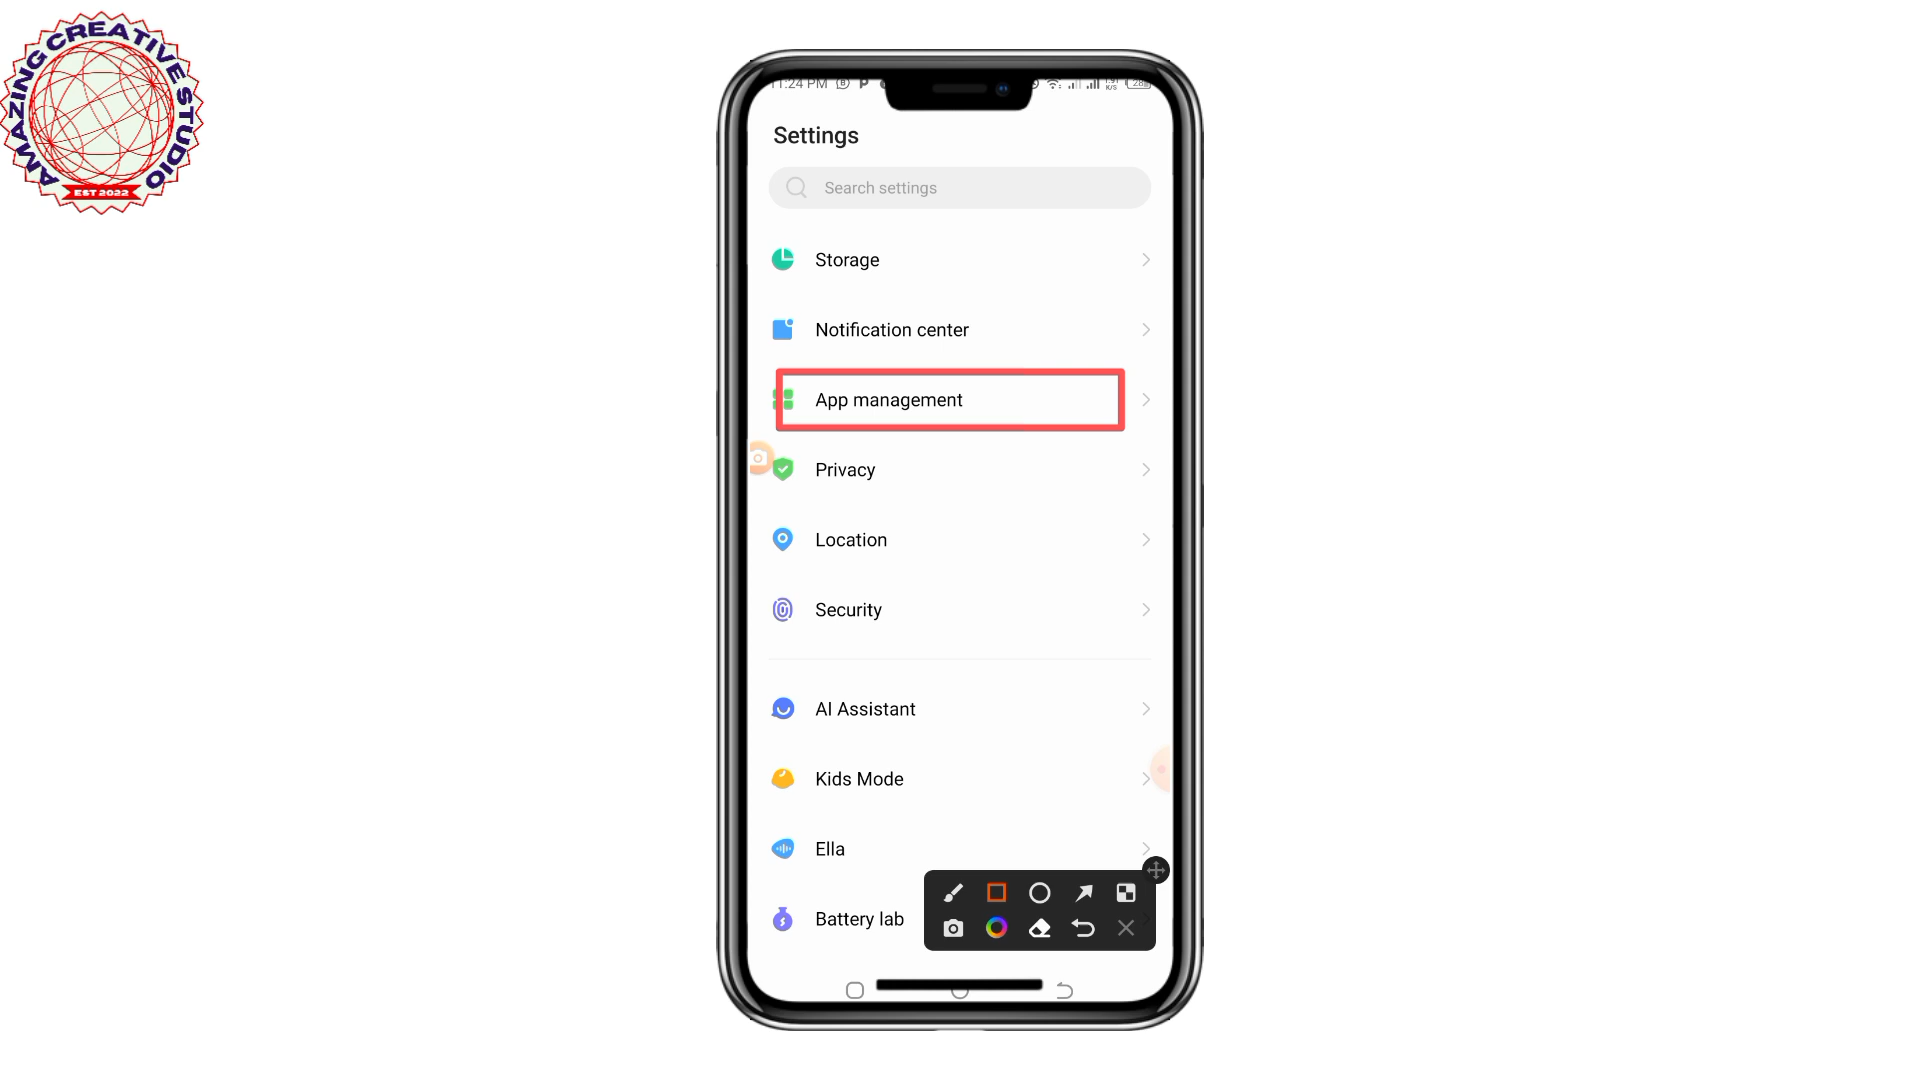 AMAZING CREATIVE STUDIO
EST 2022
11:24 PM
Settings
Search settings
Storage
Notification center
App management
Privacy
Location
Security
AI Assistant
Kids Mode
Ella
Battery lab